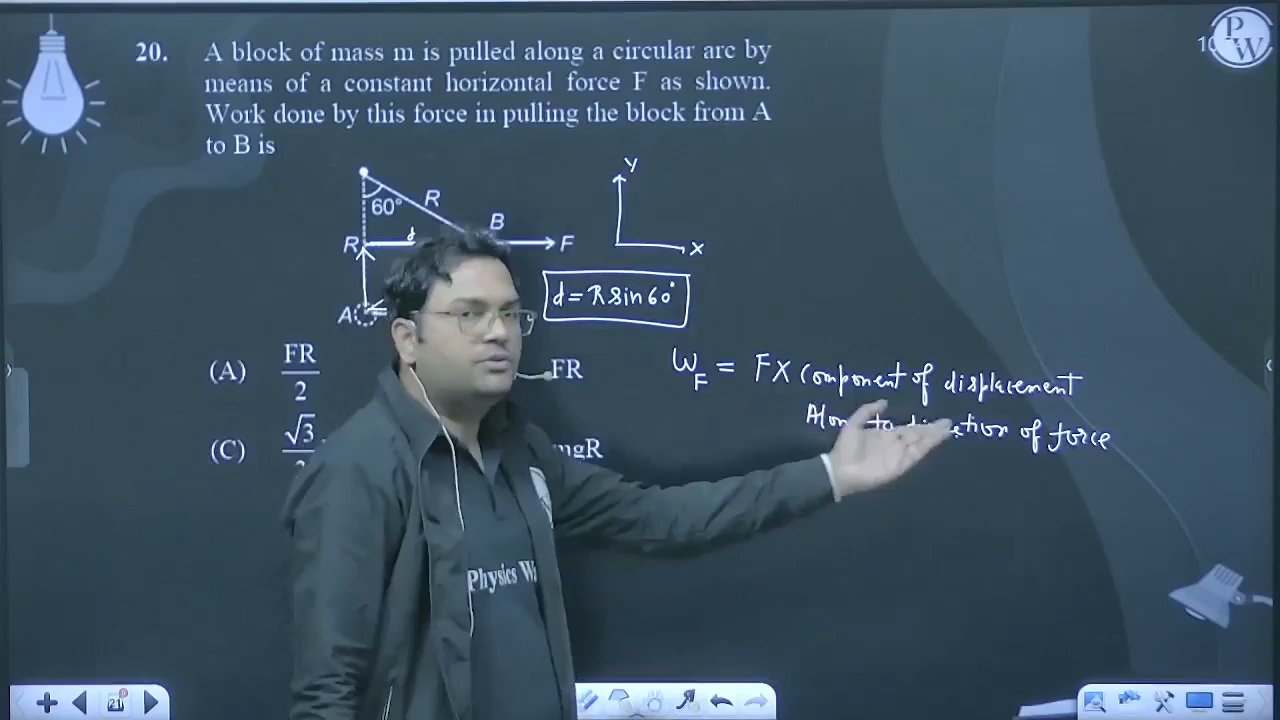 PW
20. A block of mass m is pulled along a circular arc by
means of a constant horizontal force F as shown.
Work done by this force in pulling the block from A
to B is
Y
60° R
B
R d F X
A d = R sin 60°
(A) FR/2 FR
(C) √3 mgR
W_F = F X component of displacement
of force
Physics W
21